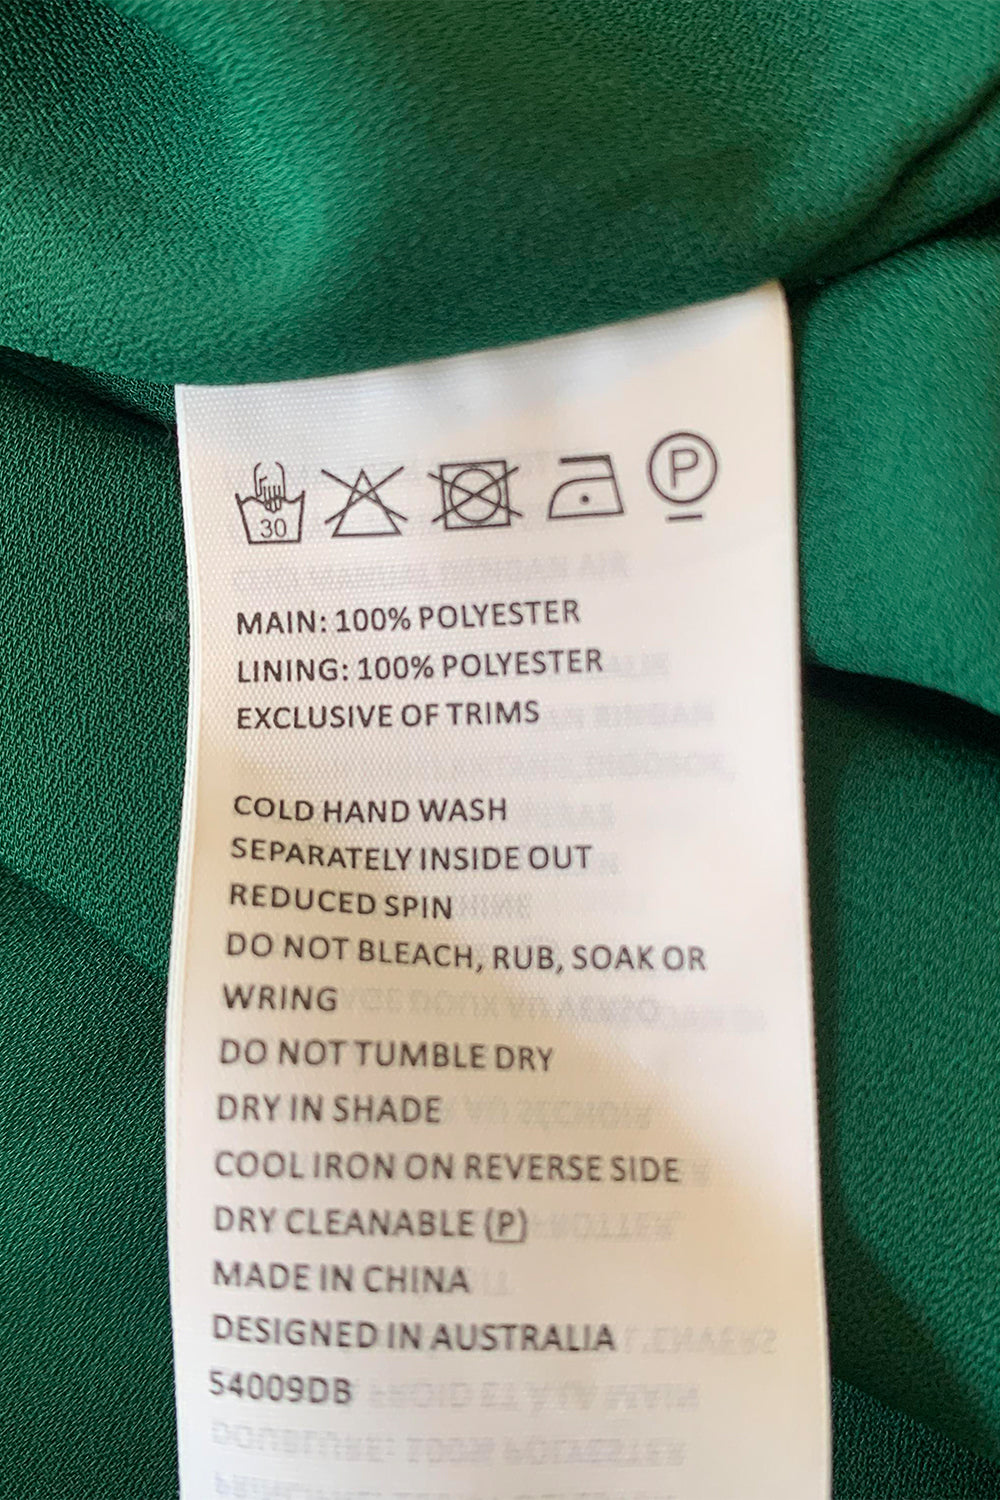 30
P
MAIN: 100% POLYESTER
LINING: 100% POLYESTER
EXCLUSIVE OF TRIMS
COLD HAND WASH
SEPARATELY INSIDE OUT
REDUCED SPIN
DO NOT BLEACH, RUB, SOAK OR
WRING
DO NOT TUMBLE DRY
DRY IN SHADE
COOL IRON ON REVERSE SIDE
DRY CLEANABLE (P)
MADE IN CHINA
DESIGNED IN AUSTRALIA
54009DB